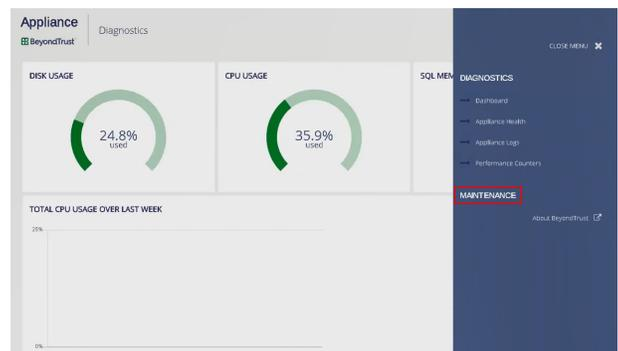 Appliance
BeyondTrust
Diagnostics
CLOSE MENU
DISK USAGE
24.8%
used
CPU USAGE
35.9%
used
SQL MEM
DIAGNOSTICS
Dashboard
Appliance Health
Appliance Logs
Performance Counters
MAINTENANCE
About BeyondTrust
TOTAL CPU USAGE OVER LAST WEEK
25%
0%